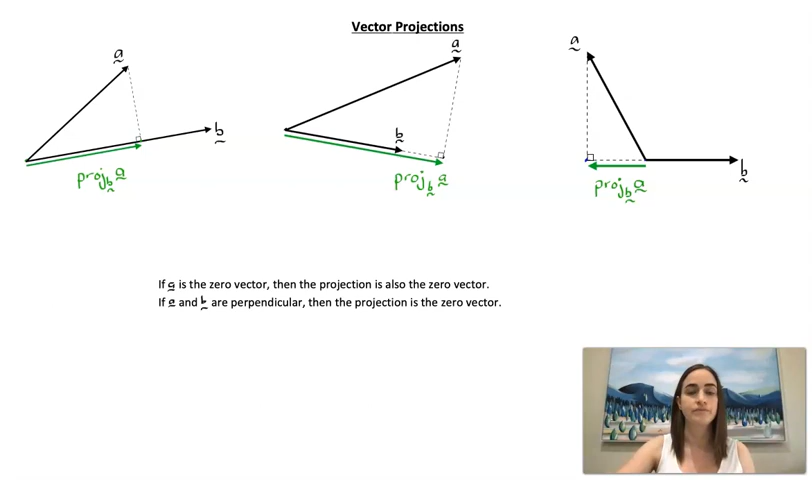 Vector Projections
a
b
proj_b a
a
b
proj_b a
a
b
proj_b a
If a is the zero vector, then the projection is also the zero vector.
If a and b are perpendicular, then the projection is the zero vector.